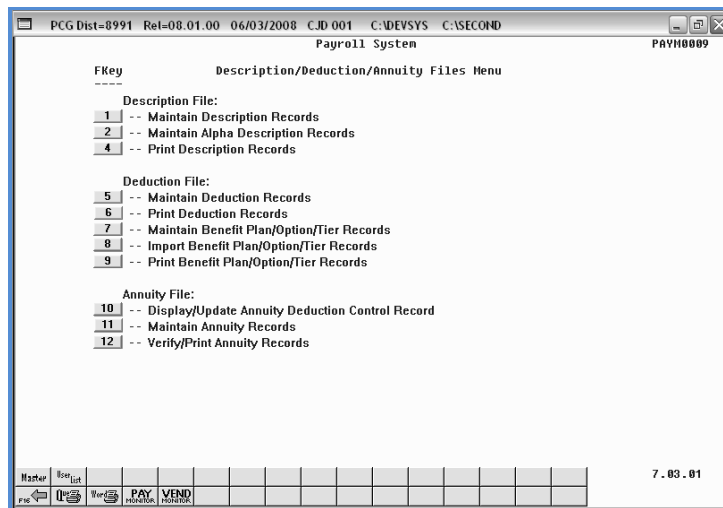 PCG Dist=8991 Rel=08.01.00 06/03/2008 CJD 001 C:\DEVSYS C:\SECOND
Payroll System PAYM0009
FKey Description/Deduction/Annuity Files Menu
----
Description File:
1 -- Maintain Description Records
2 -- Maintain Alpha Description Records
4 -- Print Description Records
Deduction File:
5 -- Maintain Deduction Records
6 -- Print Deduction Records
7 -- Maintain Benefit Plan/Option/Tier Records
8 -- Import Benefit Plan/Option/Tier Records
9 -- Print Benefit Plan/Option/Tier Records
Annuity File:
10 -- Display/Update Annuity Deduction Control Record
11 -- Maintain Annuity Records
12 -- Verify/Print Annuity Records
Master User List 7.03.01
F16 Que Word PAY MONITOR VEND MONITOR